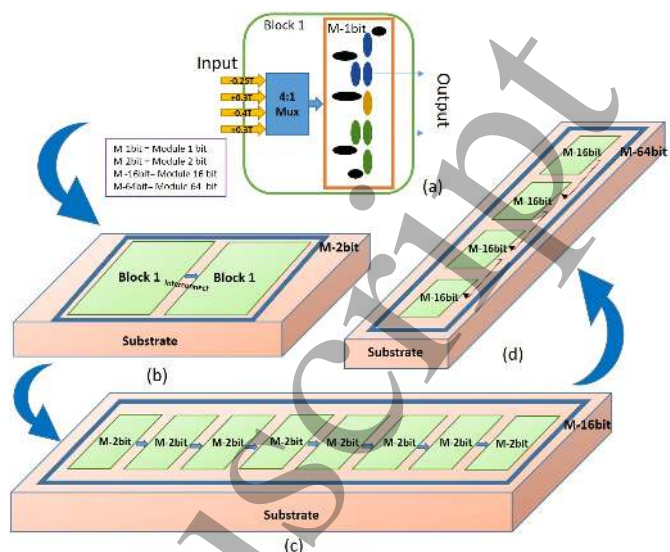 Block 1
M-1bit
Input
-0.25T
+0.3T
-0.4T
+0.3T
4:1
Mux
Output
M-1bit = Module 1 bit
M-2bit = Module 2 bit
M -16bit = Module 16 bit
M-64bit= Module 64 bit
(a)
M-64bit
M-16bit
M-16bit
M-16bit
M-16bit
Substrate
(d)
M-2bit
Block 1
Interconnect
Block 1
Substrate
(b)
M-16bit
M-2bit
M-2bit
M-2bit
M-2bit
M-2bit
M-2bit
M-2bit
M-2bit
Substrate
(c)